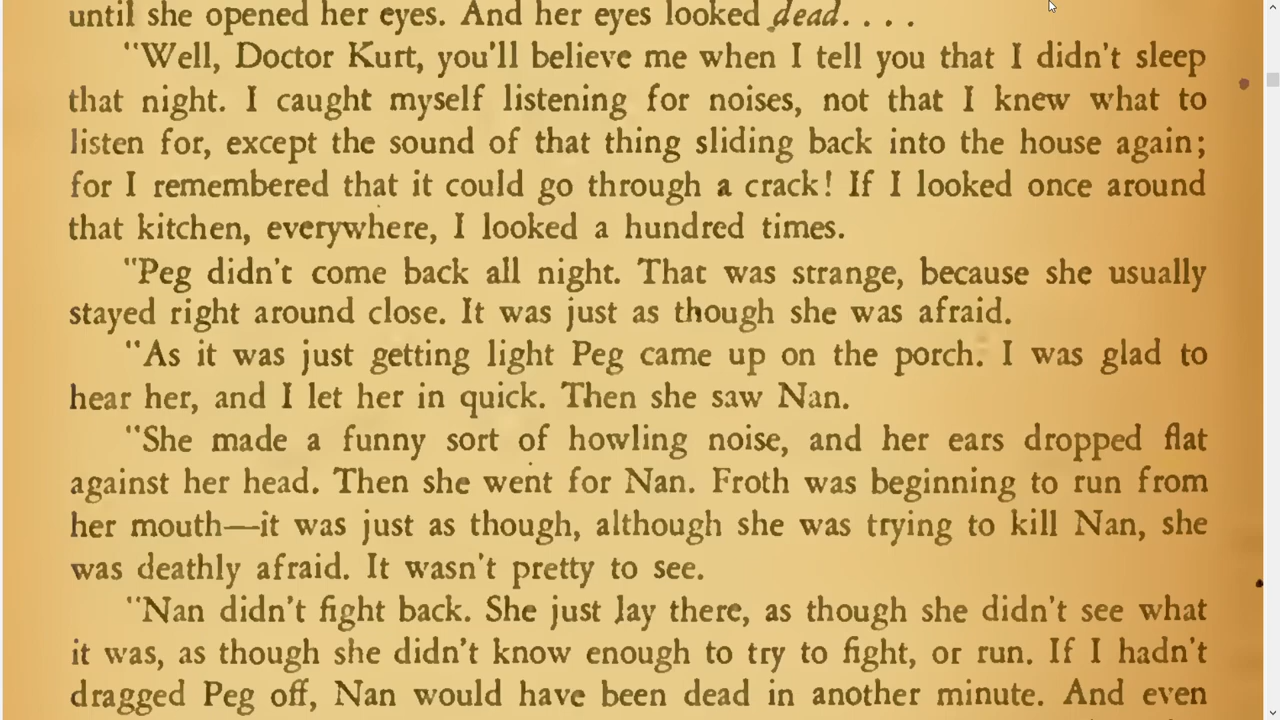 until she opened her eyes. And her eyes looked dead. . . .
"Well, Doctor Kurt, you'll believe me when I tell you that I didn't sleep
that night. I caught myself listening for noises, not that I knew what to
listen for, except the sound of that thing sliding back into the house again;
for I remembered that it could go through a crack! If I looked once around
that kitchen, everywhere, I looked a hundred times.
"Peg didn't come back all night. That was strange, because she usually
stayed right around close. It was just as though she was afraid.
"As it was just getting light Peg came up on the porch. I was glad to
hear her, and I let her in quick. Then she saw Nan.
"She made a funny sort of howling noise, and her ears dropped flat
against her head. Then she went for Nan. Froth was beginning to run from
her mouth—it was just as though, although she was trying to kill Nan, she
was deathly afraid. It wasn't pretty to see.
"Nan didn't fight back. She just lay there, as though she didn't see what
it was, as though she didn't know enough to try to fight, or run. If I hadn't
dragged Peg off, Nan would have been dead in another minute. And even